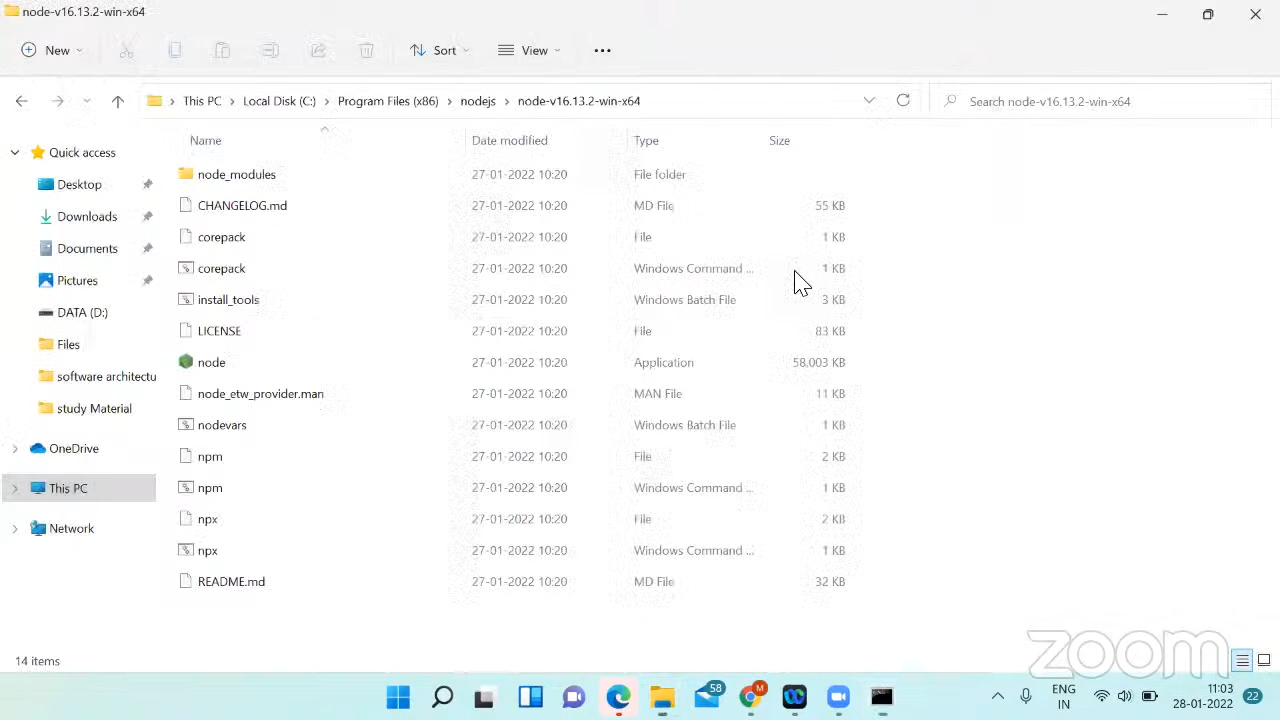 node-v16.13.2-win-x64
New Sort View
This PC Local Disk (C:) Program Files (x86) nodejs node-v16.13.2-win-x64 Search node-v16.13.2-win-x64
Name Date modified Type Size
Quick access
Desktop
Downloads
Documents
Pictures
DATA (D:)
Files
software architectu
study Material
OneDrive
This PC
Network
node_modules 27-01-2022 10:20 File folder
CHANGELOG.md 27-01-2022 10:20 MD File 55 KB
corepack 27-01-2022 10:20 File 1 KB
corepack 27-01-2022 10:20 Windows Command ... 1 KB
install_tools 27-01-2022 10:20 Windows Batch File 3 KB
LICENSE 27-01-2022 10:20 File 83 KB
node 27-01-2022 10:20 Application 58,003 KB
node_etw_provider.man 27-01-2022 10:20 MAN File 11 KB
nodevars 27-01-2022 10:20 Windows Batch File 1 KB
npm 27-01-2022 10:20 File 2 KB
npm 27-01-2022 10:20 Windows Command ... 1 KB
npx 27-01-2022 10:20 File 2 KB
npx 27-01-2022 10:20 Windows Command ... 1 KB
README.md 27-01-2022 10:20 MD File 32 KB
14 items
zoom
58 M ENG 11:03
IN 28-01-2022 22